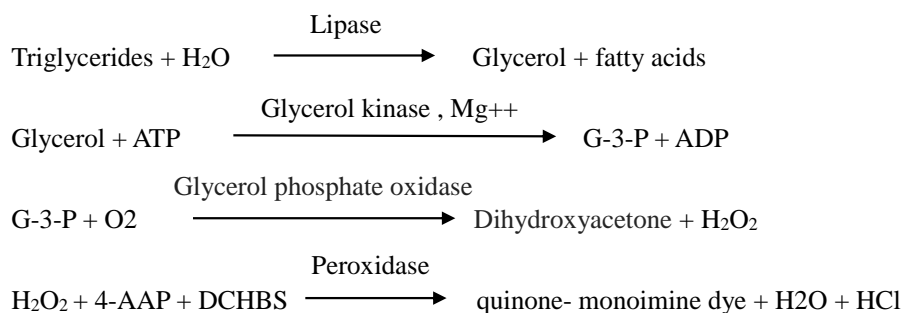 Lipase
Triglycerides + H₂O Glycerol + fatty acids
Glycerol kinase , Mg++
Glycerol + ATP G-3-P + ADP
Glycerol phosphate oxidase
G-3-P + O2 Dihydroxyacetone + H₂O₂
Peroxidase
H₂O₂ + 4-AAP + DCHBS quinone- monoimine dye + H2O + HCl